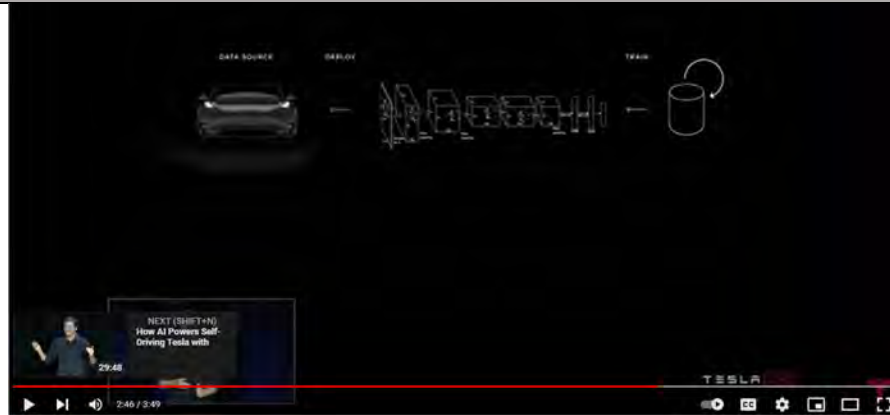 DATA SOURCE DEPLOY TRAIN
NEXT (SHIFT+N)
How AI Powers Self-
Driving Tesla with
29:48
TESLA
2:46 / 3:49
CC